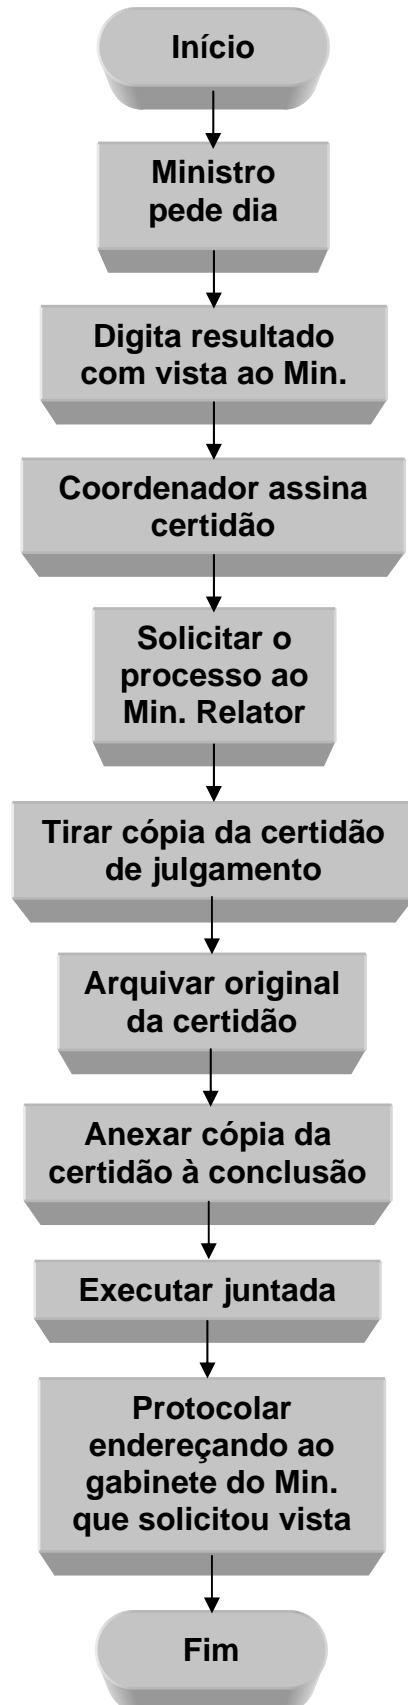 Início
Ministro
pede dia
Digita resultado
com vista ao Min.
Coordenador assina
certidão
Solicitar o
processo ao
Min. Relator
Tirar cópia da certidão
de julgamento
Arquivar original
da certidão
Anexar cópia da
certidão à conclusão
Executar juntada
Protocolar
endereçando ao
gabinete do Min.
que solicitou vista
Fim